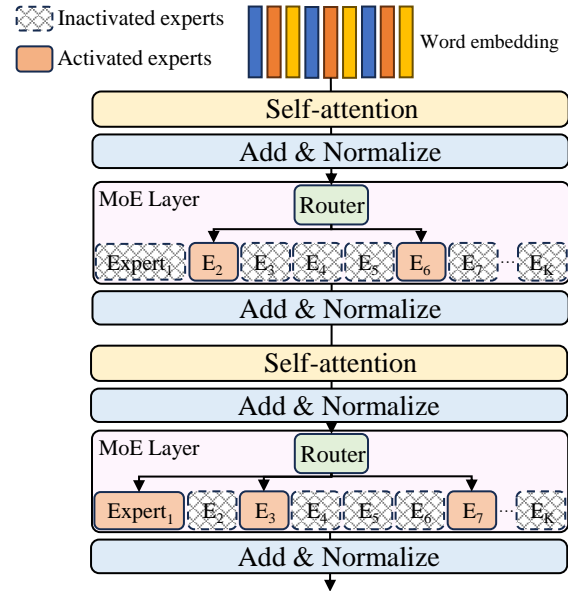 Inactivated experts
Activated experts
Word embedding
Self-attention
Add & Normalize
MoE Layer
Router
Expert₁ E₂ E₃ E₄ E₅ E₆ E₇ ... E_K
Add & Normalize
Self-attention
Add & Normalize
MoE Layer
Router
Expert₁ E₂ E₃ E₄ E₅ E₆ E₇ ... E_K
Add & Normalize